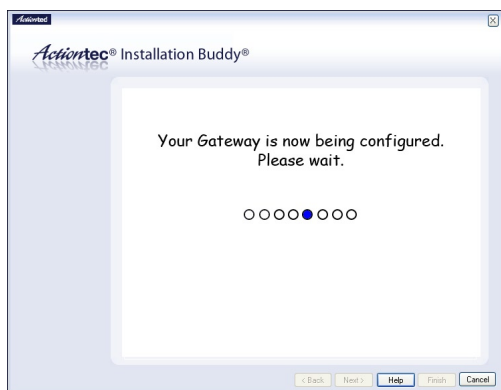 Actiontec
Actiontec® Installation Buddy®
Your Gateway is now being configured.
Please wait.
< Back Next > Help Finish Cancel